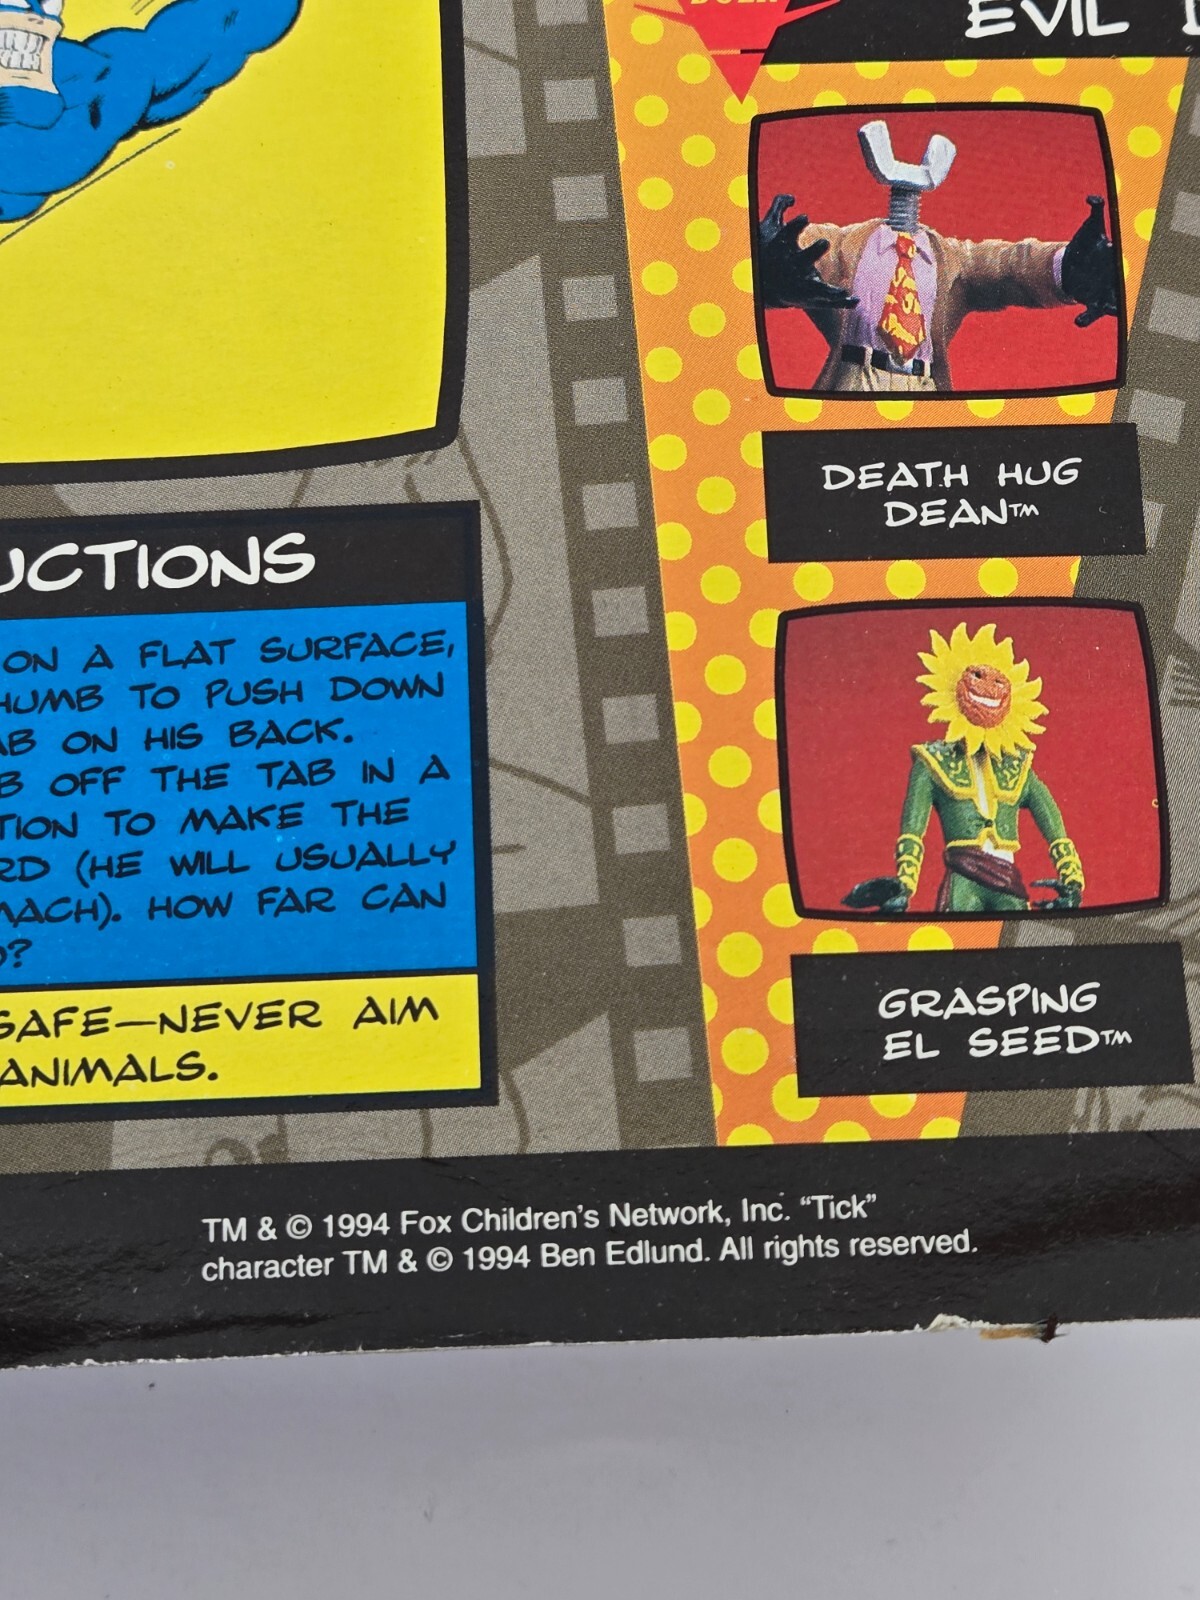 EVIL
UCTIONS
ON A FLAT SURFACE,
HUMB TO PUSH DOWN
AB ON HIS BACK.
B OFF THE TAB IN A
TION TO MAKE THE
RD (HE WILL USUALLY
MACH). HOW FAR CAN
?
SAFE—NEVER AIM
ANIMALS.
DEATH HUG
DEAN™
GRASPING
EL SEED™
TM & © 1994 Fox Children's Network, Inc. “Tick”
character TM & © 1994 Ben Edlund. All rights reserved.